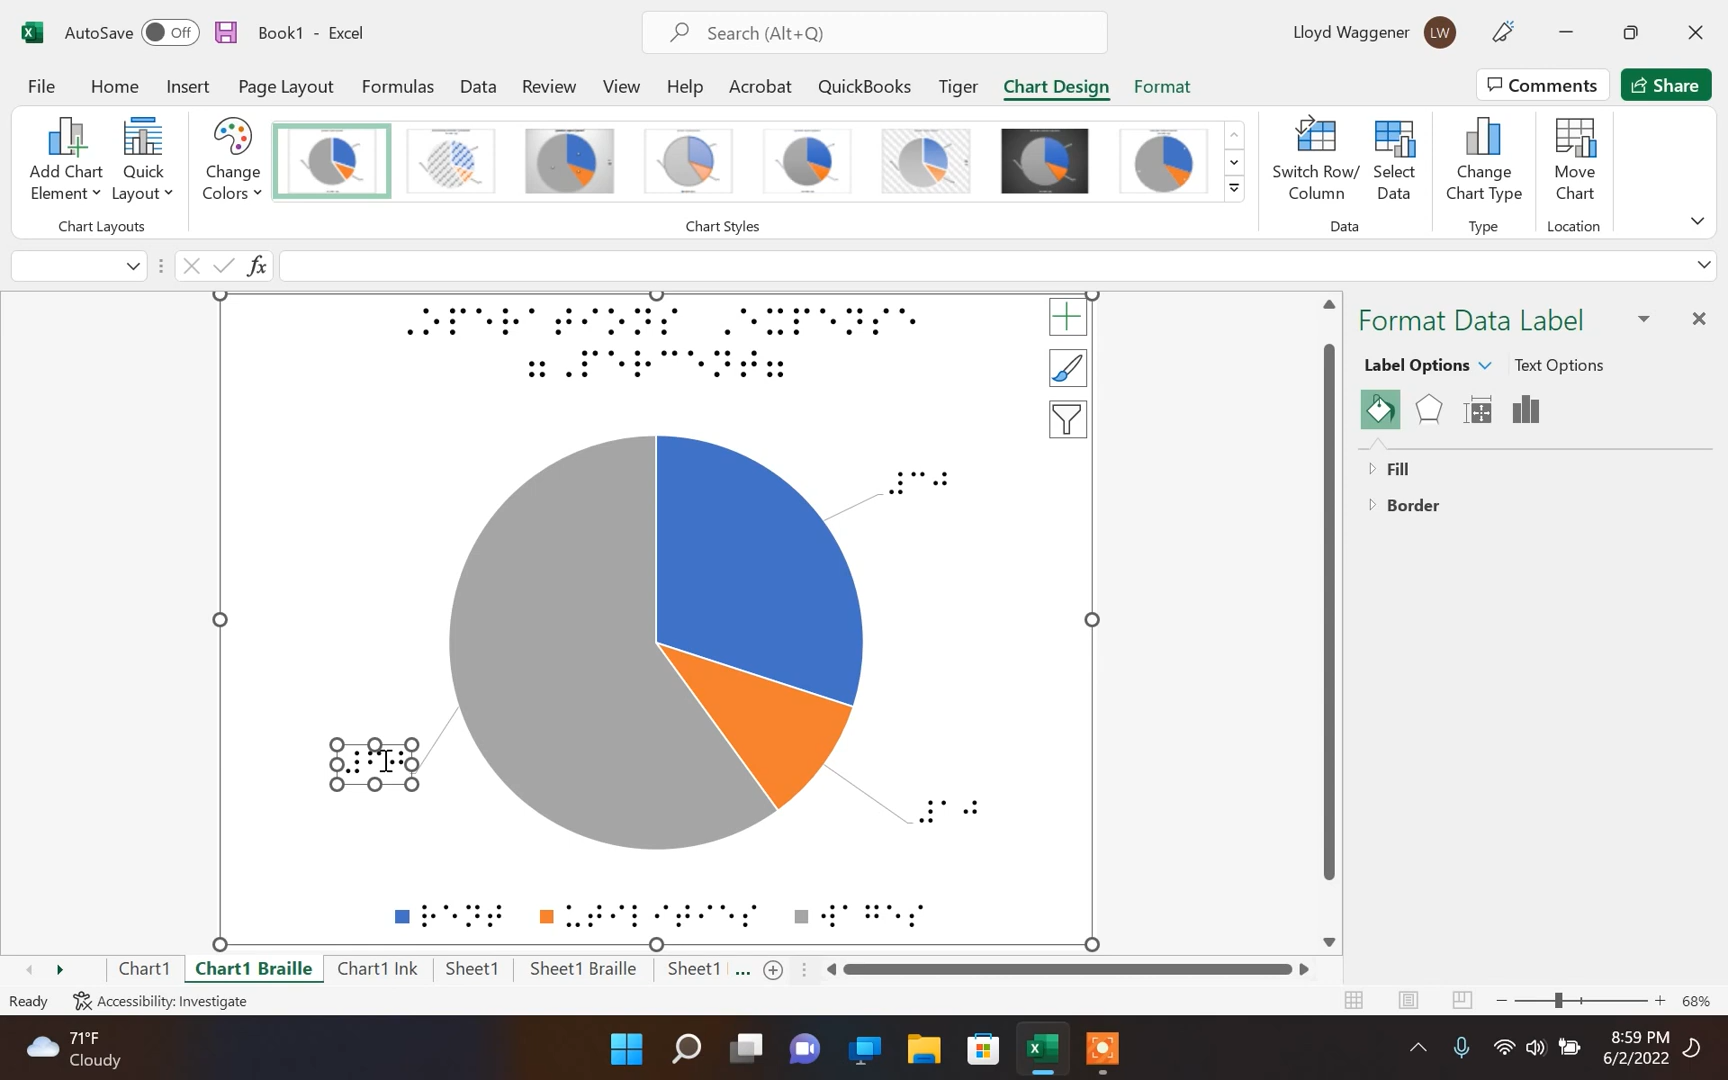 AutoSave Off Book1 - Excel Search (Alt+Q) Lloyd Waggener LW
File Home Insert Page Layout Formulas Data Review View Help Acrobat QuickBooks Tiger Chart Design Format Comments Share
Add Chart Element
Quick Layout
Chart Layouts
Change Colors
Chart Styles
Switch Row/ Column
Select Data
Data
Change Chart Type
Type
Move Chart
Location
fx
⠠⠕⠏⠑⠗⠁⠞⠊⠕⠝⠎ ⠠⠑⠭⠏⠑⠝⠎⠑
⠶⠠⠏⠑⠗⠉⠑⠝⠞⠶
⠼⠉⠚
⠼⠋⠚
⠼⠁⠚
⠗⠑⠝⠞ ⠥⠞⠊⠇⠊⠞⠊⠑⠎ ⠺⠁⠛⠑⠎
Format Data Label
Label Options Text Options
Fill
Border
Chart1 Chart1 Braille Chart1 Ink Sheet1 Sheet1 Braille Sheet1 ...
Ready Accessibility: Investigate 68%
71°F
Cloudy
8:59 PM
6/2/2022